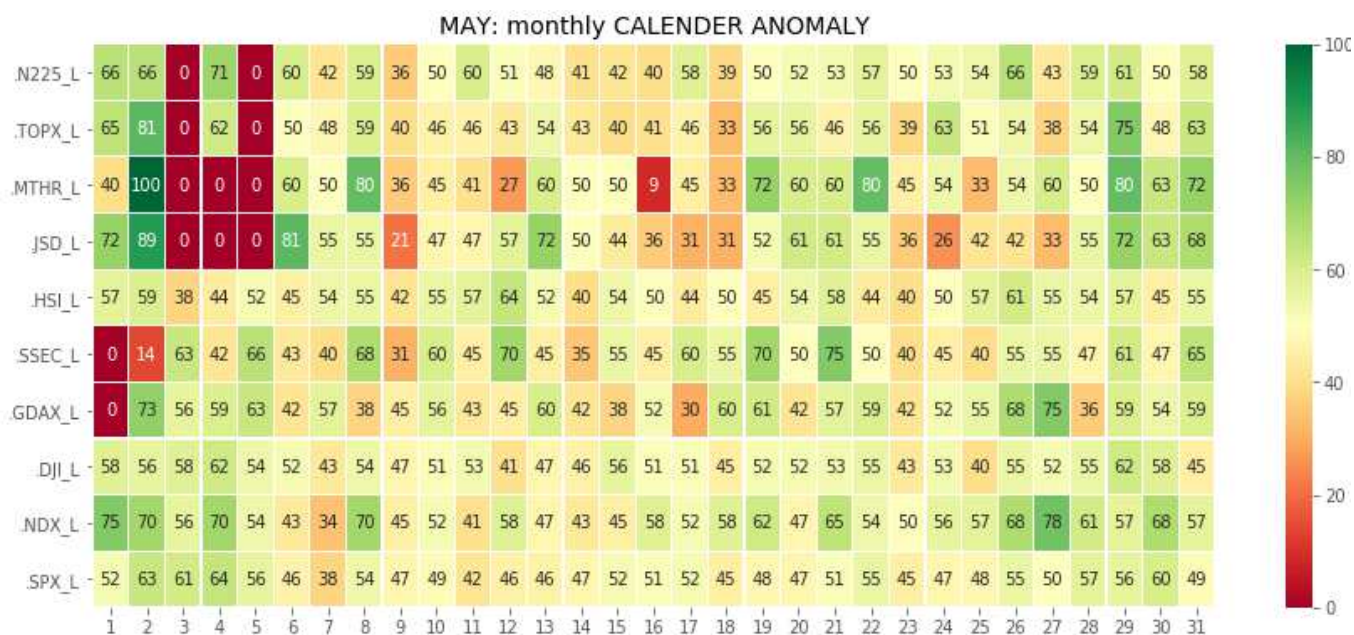 MAY: monthly CALENDER ANOMALY
.N225_L 66 66 0 71 0 60 42 59 36 50 60 51 48 41 42 40 58 39 50 52 53 57 50 53 54 66 43 59 61 50 58
.TOPX_L 65 81 0 62 0 50 48 59 40 46 46 43 54 43 40 41 46 33 56 56 46 56 39 63 51 54 38 54 75 48 63
.MTHR_L 40 100 0 0 0 60 50 80 36 45 41 27 60 50 50 9 45 33 72 60 60 80 45 54 33 54 60 50 80 63 72
.JSD_L 72 89 0 0 0 81 55 55 21 47 47 57 72 50 44 36 31 31 52 61 61 55 36 26 42 42 33 55 72 63 68
.HSI_L 57 59 38 44 52 45 54 55 42 55 57 64 52 40 54 50 44 50 45 54 58 44 40 50 57 61 55 54 57 45 55
.SSEC_L 0 14 63 42 66 43 40 68 31 60 45 70 45 35 55 45 60 55 70 50 75 50 40 45 40 55 55 47 61 47 65
.GDAX_L 0 73 56 59 63 42 57 38 45 56 43 45 60 42 38 52 30 60 61 42 57 59 42 52 55 68 75 36 59 54 59
.DJI_L 58 56 58 62 54 52 43 54 47 51 53 41 47 46 56 51 51 45 52 52 53 55 43 53 40 55 52 55 62 58 45
.NDX_L 75 70 56 70 54 43 34 70 45 52 41 58 47 43 45 58 52 58 62 47 65 54 50 56 57 68 78 61 57 68 57
.SPX_L 52 63 61 64 56 46 38 54 47 49 42 46 46 47 52 51 52 45 48 47 51 55 45 47 48 55 50 57 56 60 49
1 2 3 4 5 6 7 8 9 10 11 12 13 14 15 16 17 18 19 20 21 22 23 24 25 26 27 28 29 30 31
100
80
60
40
20
0